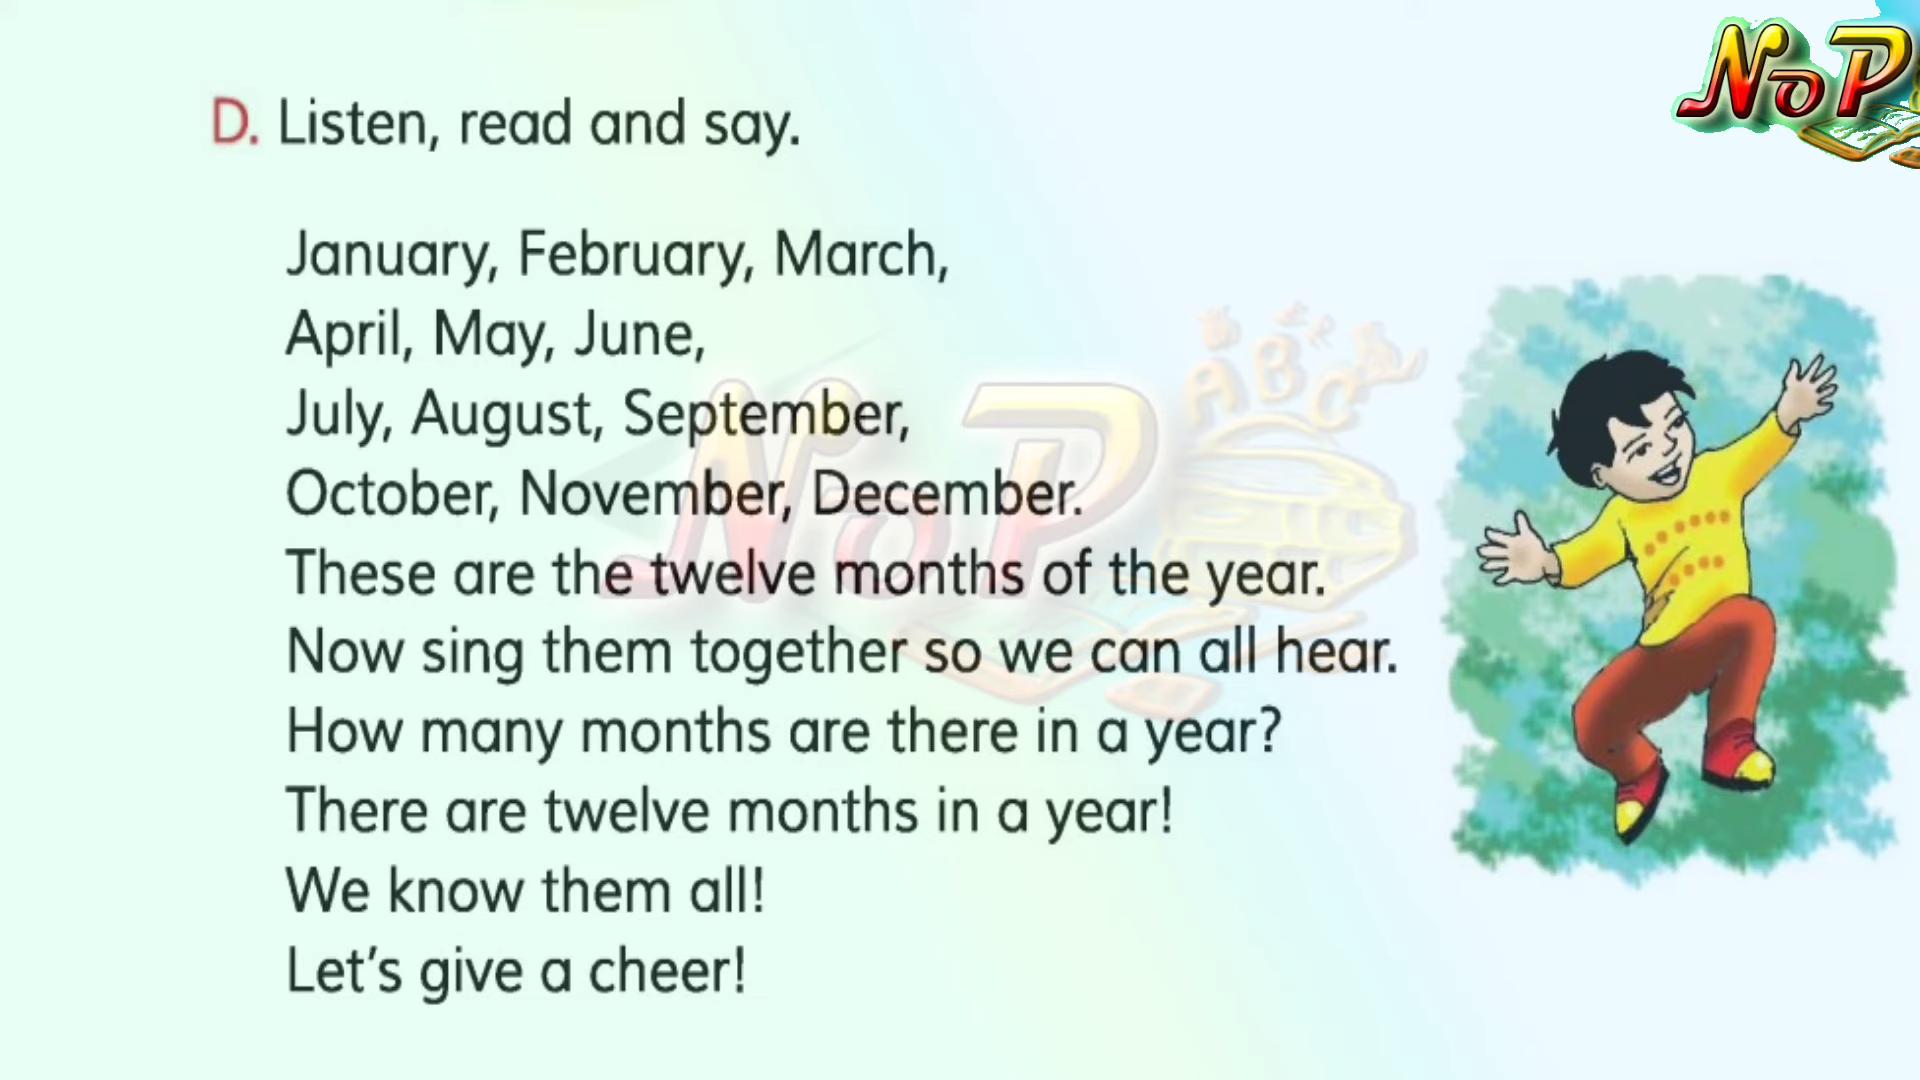 NoP
D. Listen, read and say.
January, February, March,
April, May, June,
July, August, September,
October, November, December.
These are the twelve months of the year.
Now sing them together so we can all hear.
How many months are there in a year?
There are twelve months in a year!
We know them all!
Let's give a cheer!
NoP
ABC